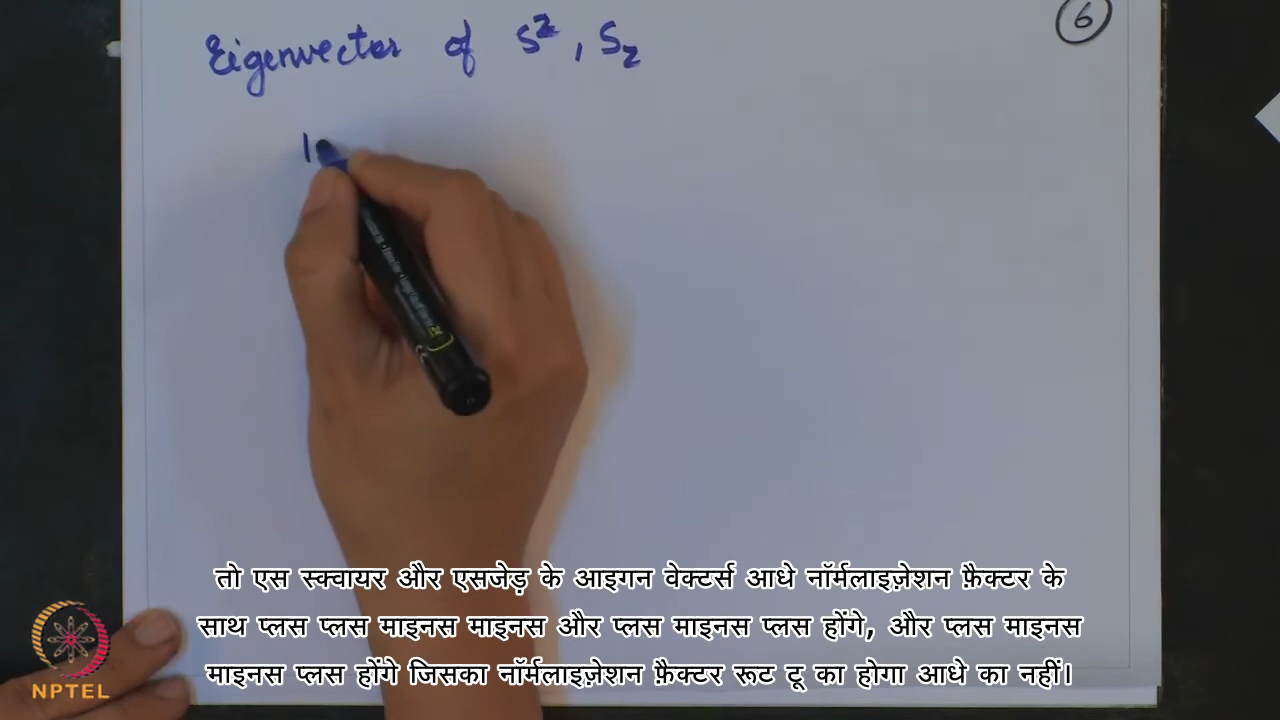 Eigenvector of S², S_z
6
तो एस स्क्वायर और एसजेड़ के आइगन वेक्टर्स आधे नॉर्मलाइज़ेशन फ़ैक्टर के
साथ प्लस प्लस माइनस माइनस और प्लस माइनस प्लस होंगे, और प्लस माइनस
माइनस प्लस होंगे जिसका नॉर्मलाइज़ेशन फ़ैक्टर रूट टू का होगा आधे का नहीं।
NPTEL